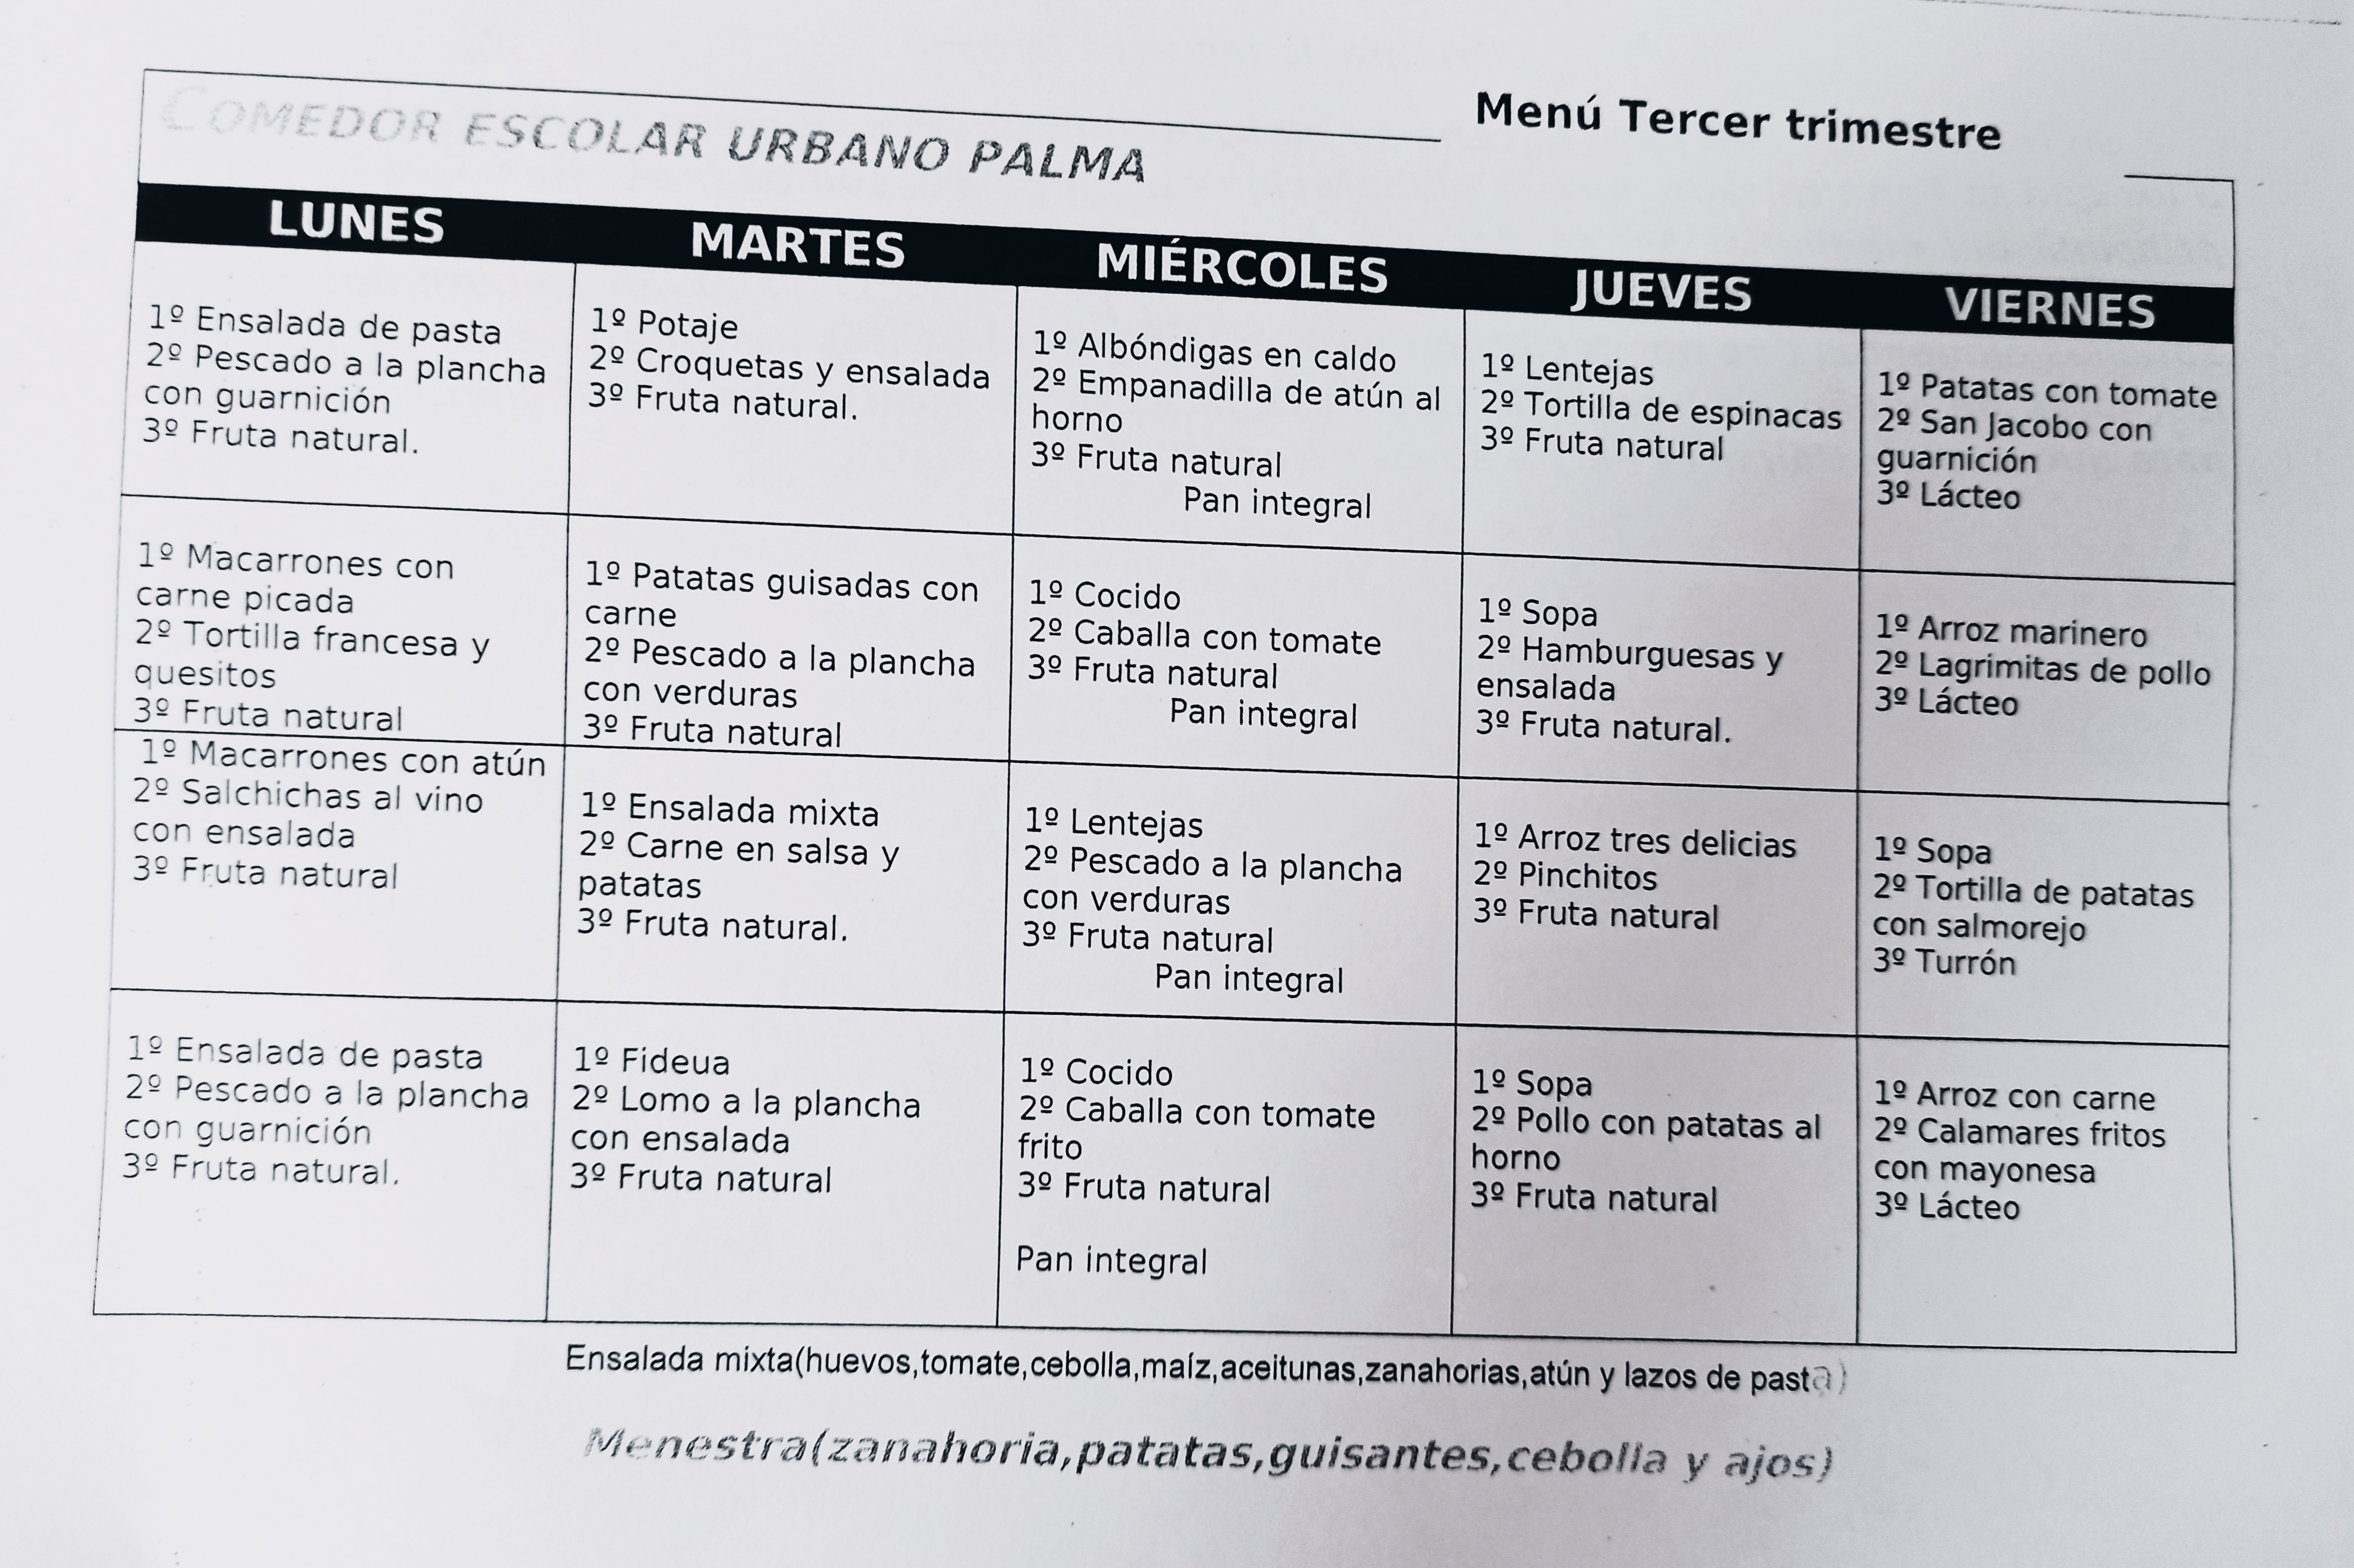 COMEDOR ESCOLAR URBANO PALMA
Menú Tercer trimestre
LUNES
MARTES
MIÉRCOLES
JUEVES
VIERNES
1º Ensalada de pasta
2º Pescado a la plancha
con guarnición
3º Fruta natural.
1º Potaje
2º Croquetas y ensalada
3º Fruta natural.
1º Albóndigas en caldo
2º Empanadilla de atún al
horno
3º Fruta natural
Pan integral
1º Lentejas
2º Tortilla de espinacas
3º Fruta natural
1º Patatas con tomate
2º San Jacobo con
guarnición
3º Lácteo
1º Macarrones con
carne picada
2º Tortilla francesa y
quesitos
3º Fruta natural
1º Patatas guisadas con
carne
2º Pescado a la plancha
con verduras
3º Fruta natural
1º Cocido
2º Caballa con tomate
3º Fruta natural
Pan integral
1º Sopa
2º Hamburguesas y
ensalada
3º Fruta natural.
1º Arroz marinero
2º Lagrimitas de pollo
3º Lácteo
1º Macarrones con atún
2º Salchichas al vino
con ensalada
3º Fruta natural
1º Ensalada mixta
2º Carne en salsa y
patatas
3º Fruta natural.
1º Lentejas
2º Pescado a la plancha
con verduras
3º Fruta natural
Pan integral
1º Arroz tres delicias
2º Pinchitos
3º Fruta natural
1º Sopa
2º Tortilla de patatas
con salmorejo
3º Turrón
1º Ensalada de pasta
2º Pescado a la plancha
con guarnición
3º Fruta natural.
1º Fideua
2º Lomo a la plancha
con ensalada
3º Fruta natural
1º Cocido
2º Caballa con tomate
frito
3º Fruta natural
Pan integral
1º Sopa
2º Pollo con patatas al
horno
3º Fruta natural
1º Arroz con carne
2º Calamares fritos
con mayonesa
3º Lácteo
Ensalada mixta(huevos,tomate,cebolla,maíz,aceitunas,zanahorias,atún y lazos de pasta)
Menestra(zanahoria,patatas,guisantes,cebolla y ajos)